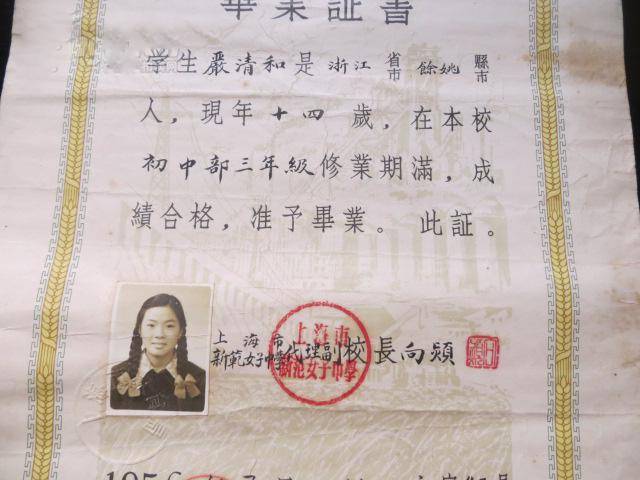 畢業証書
学生嚴清和是浙江省市餘姚縣市
人，現年十四歲，在本校
初中部三年級修業期滿，成
績合格，准予畢業。此証。
上海市
新範女子中學代理副校長向頴
上海市
新范女子中學